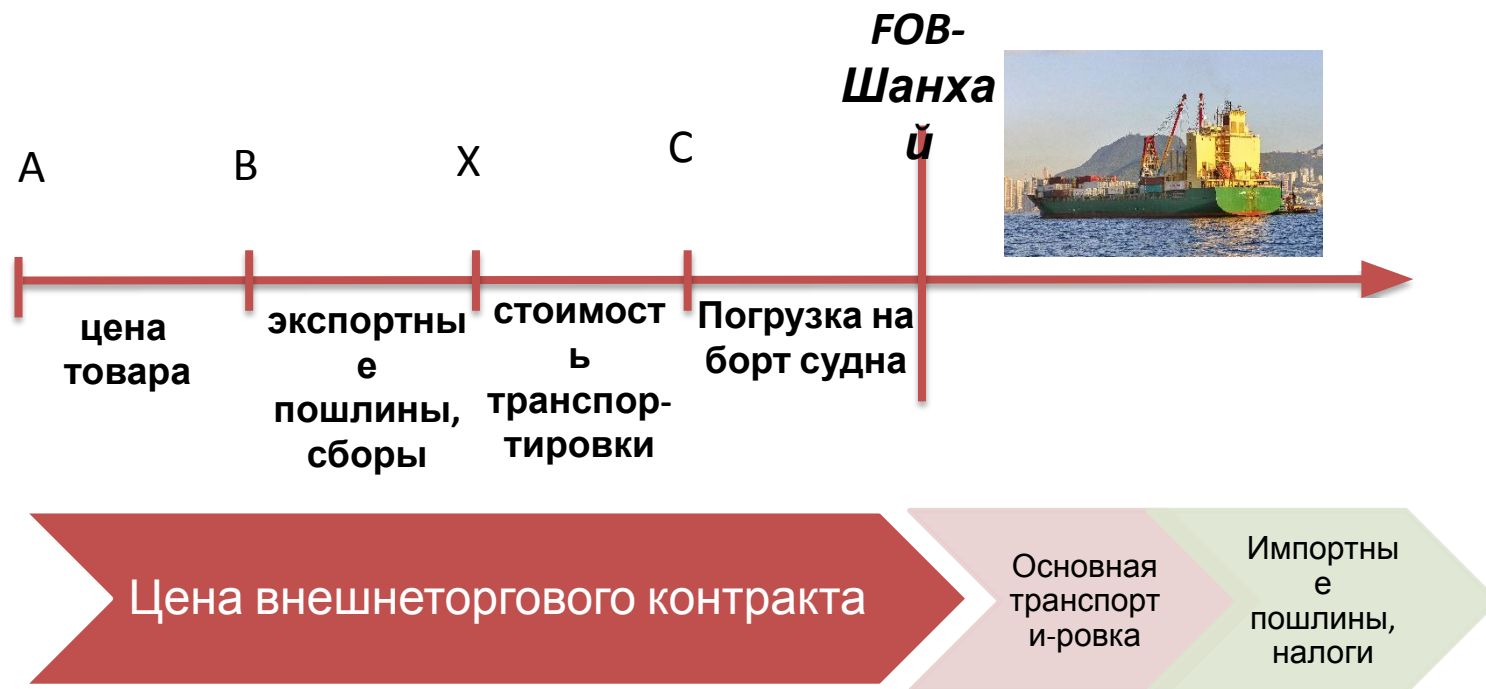 FOB-
Шанха
й
A
B
X
C
цена
товара
экспортны
е
пошлины,
сборы
стоимост
ь
транспор-
тировки
Погрузка на
борт судна
Цена внешнеторгового контракта
Основная
транспорт
и-ровка
Импортны
е
пошлины,
налоги